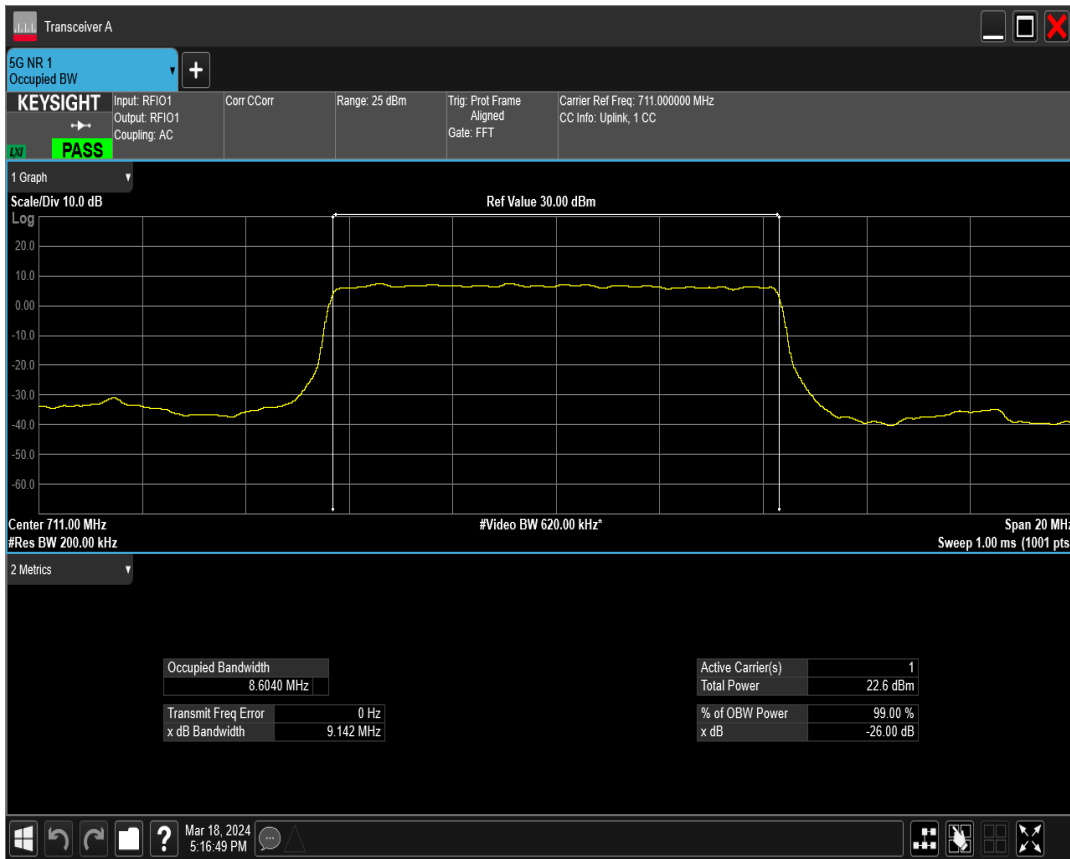 Transceiver A
5G NR 1
Occupied BW
KEYSIGHT
LXI
PASS
Input: RFIO1
Output: RFIO1
Coupling: AC
Corr CCorr
Range: 25 dBm
Trig: Prot Frame
Aligned
Gate: FFT
Carrier Ref Freq: 711.000000 MHz
CC Info: Uplink, 1 CC
1 Graph
Scale/Div 10.0 dB
Ref Value 30.00 dBm
Log
20.0
10.0
0.00
-10.0
-20.0
-30.0
-40.0
-50.0
-60.0
Center 711.00 MHz
#Video BW 620.00 kHz*
Span 20 MHz
#Res BW 200.00 kHz
Sweep 1.00 ms (1001 pts
2 Metrics
Occupied Bandwidth
8.6040 MHz
Transmit Freq Error 0 Hz
x dB Bandwidth 9.142 MHz
Active Carrier(s) 1
Total Power 22.6 dBm
% of OBW Power 99.00 %
x dB -26.00 dB
?
Mar 18, 2024
5:16:49 PM